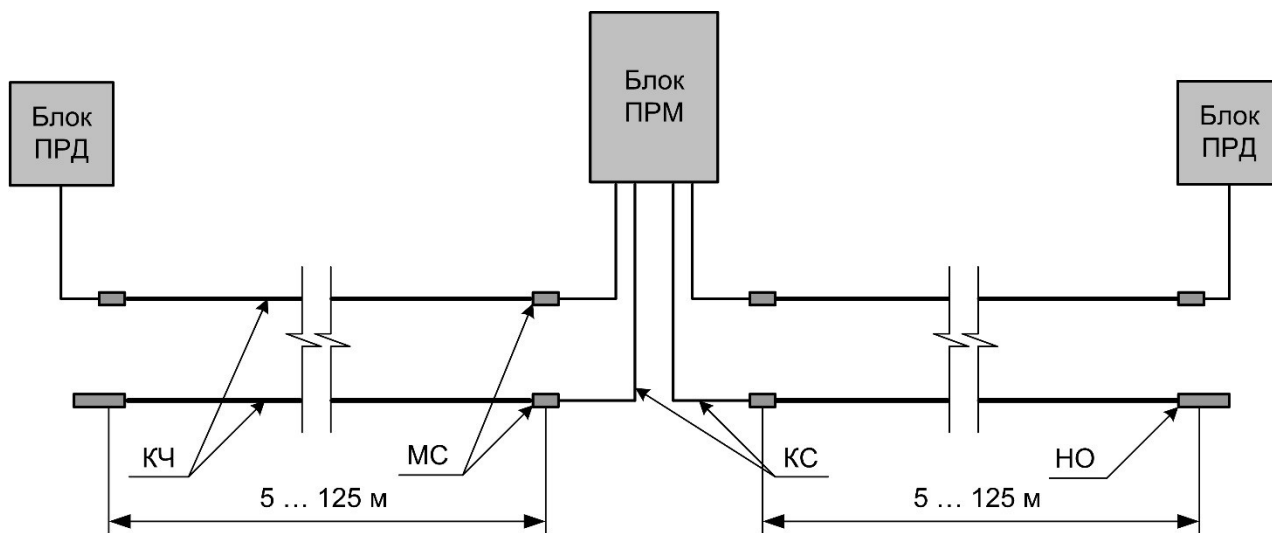 Блок
ПРД
Блок
ПРМ
Блок
ПРД
КЧ
МС
КС
НО
5 ... 125 м
5 ... 125 м